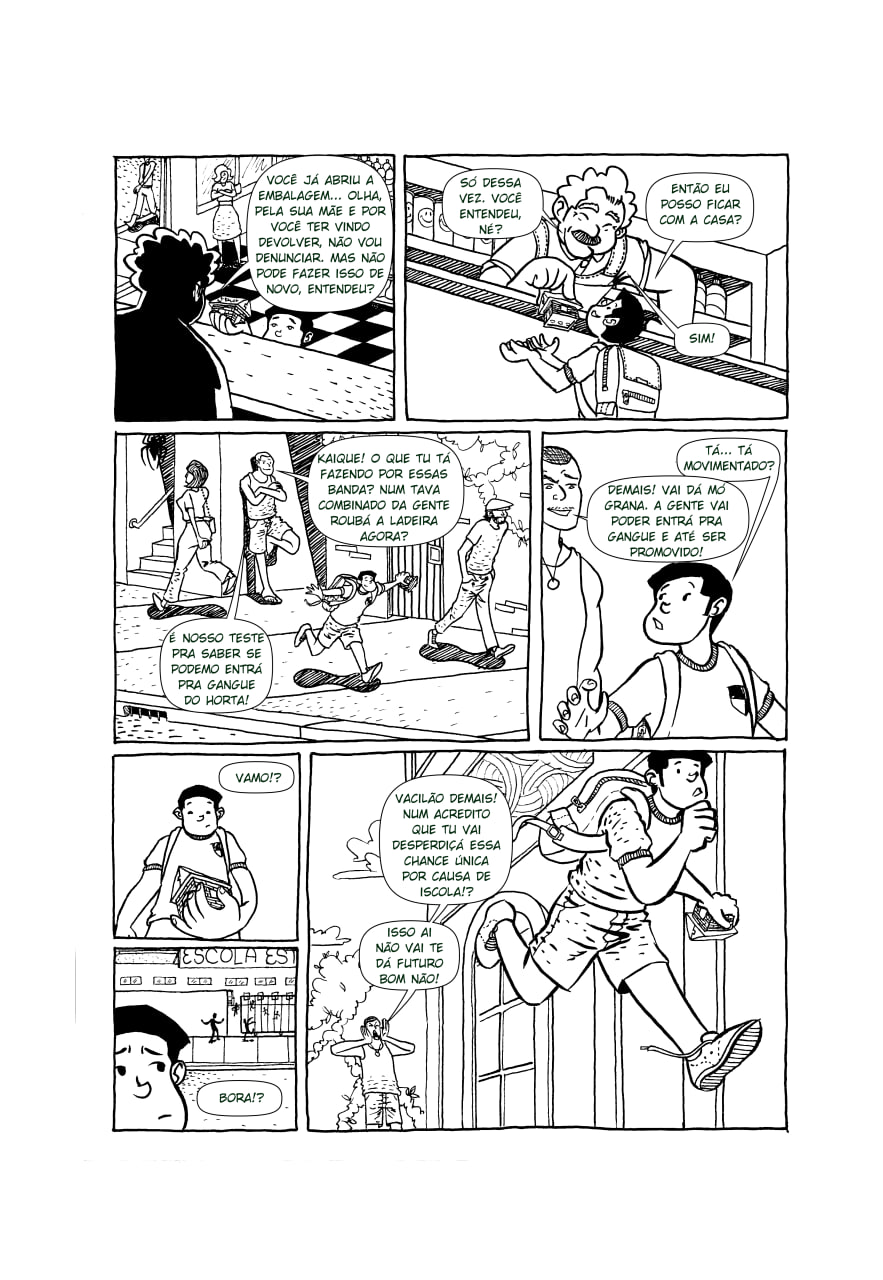 VOCÊ JÁ ABRIU A
EMBALAGEM... OLHA,
PELA SUA MÃE E POR
VOCÊ TER VINDO
DEVOLVER, NÃO VOU
DENUNCIAR. MAS NÃO
PODE FAZER ISSO DE
NOVO, ENTENDEU?
SÓ DESSA
VEZ. VOCÊ
ENTENDEU,
NÉ?
ENTÃO EU
POSSO FICAR
COM A CASA?
SIM!
KAIQUE! O QUE TU TÁ
FAZENDO POR ESSAS
BANDA? NUM TAVA
COMBINADO DA GENTE
ROUBÁ A LADEIRA
AGORA?
É NOSSO TESTE
PRA SABER SE
PODEMO ENTRÁ
PRA GANGUE
DO HORTA!
TÁ... TÁ
MOVIMENTADO?
DEMAIS! VAI DÁ MÓ
GRANA. A GENTE VAI
PODER ENTRÁ PRA
GANGUE E ATÉ SER
PROMOVIDO!
VAMO!?
ESCOLA EST
BORA!?
VACILÃO DEMAIS!
NUM ACREDITO
QUE TU VAI
DESPERDIÇÁ ESSA
CHANCE ÚNICA
POR CAUSA DE
ISCOLA!?
ISSO AI
NÃO VAI TE
DÁ FUTURO
BOM NÃO!